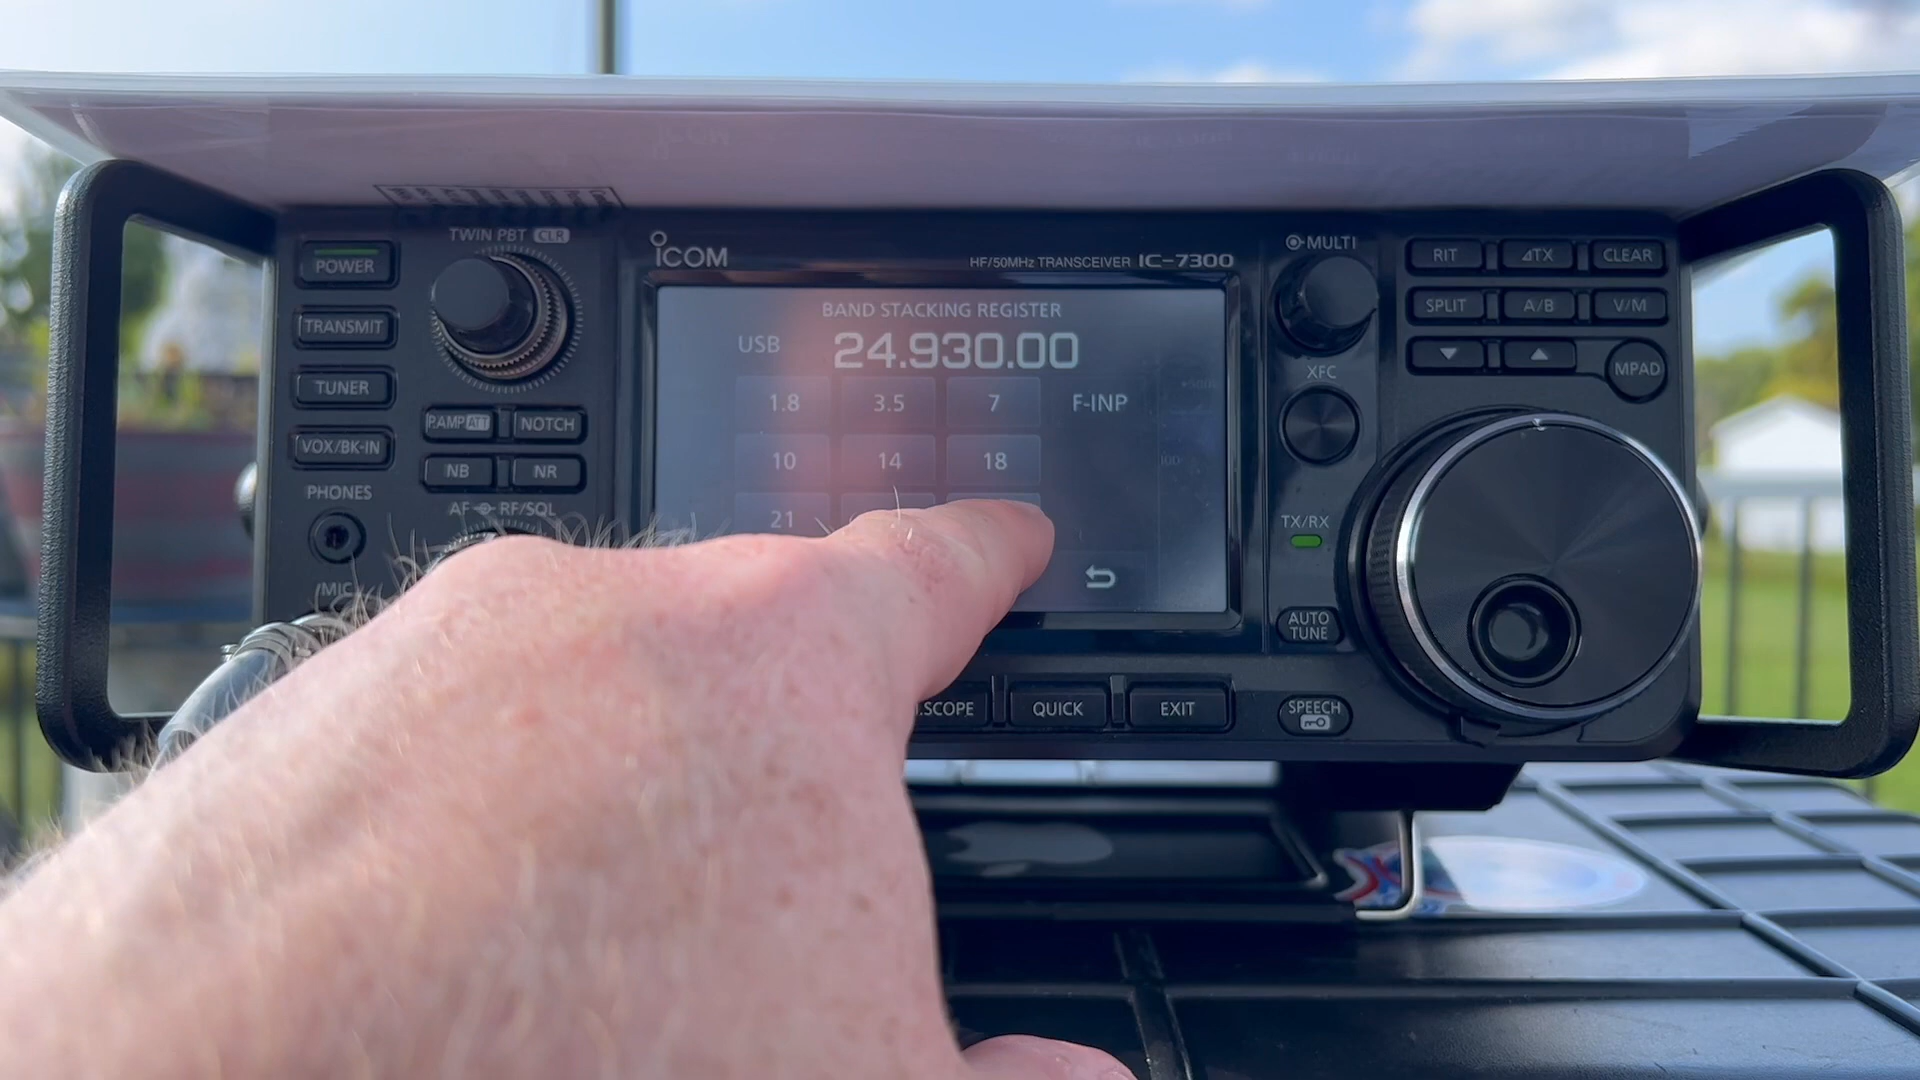 TWIN PBT CLR
POWER
TRANSMIT
TUNER
VOX/BK-IN
P.AMP ATT
NOTCH
NB
NR
PHONES
AF RF/SQL
/MIC
ICOM
HF/50MHz TRANSCEIVER IC-7300
BAND STACKING REGISTER
USB 24.930.00
1.8 3.5 7 F-INP
10 14 18
21
QUICK
EXIT
MULTI
XFC
TX/RX
AUTO
TUNE
SPEECH
RIT ⊿TX CLEAR
SPLIT A/B V/M
MPAD